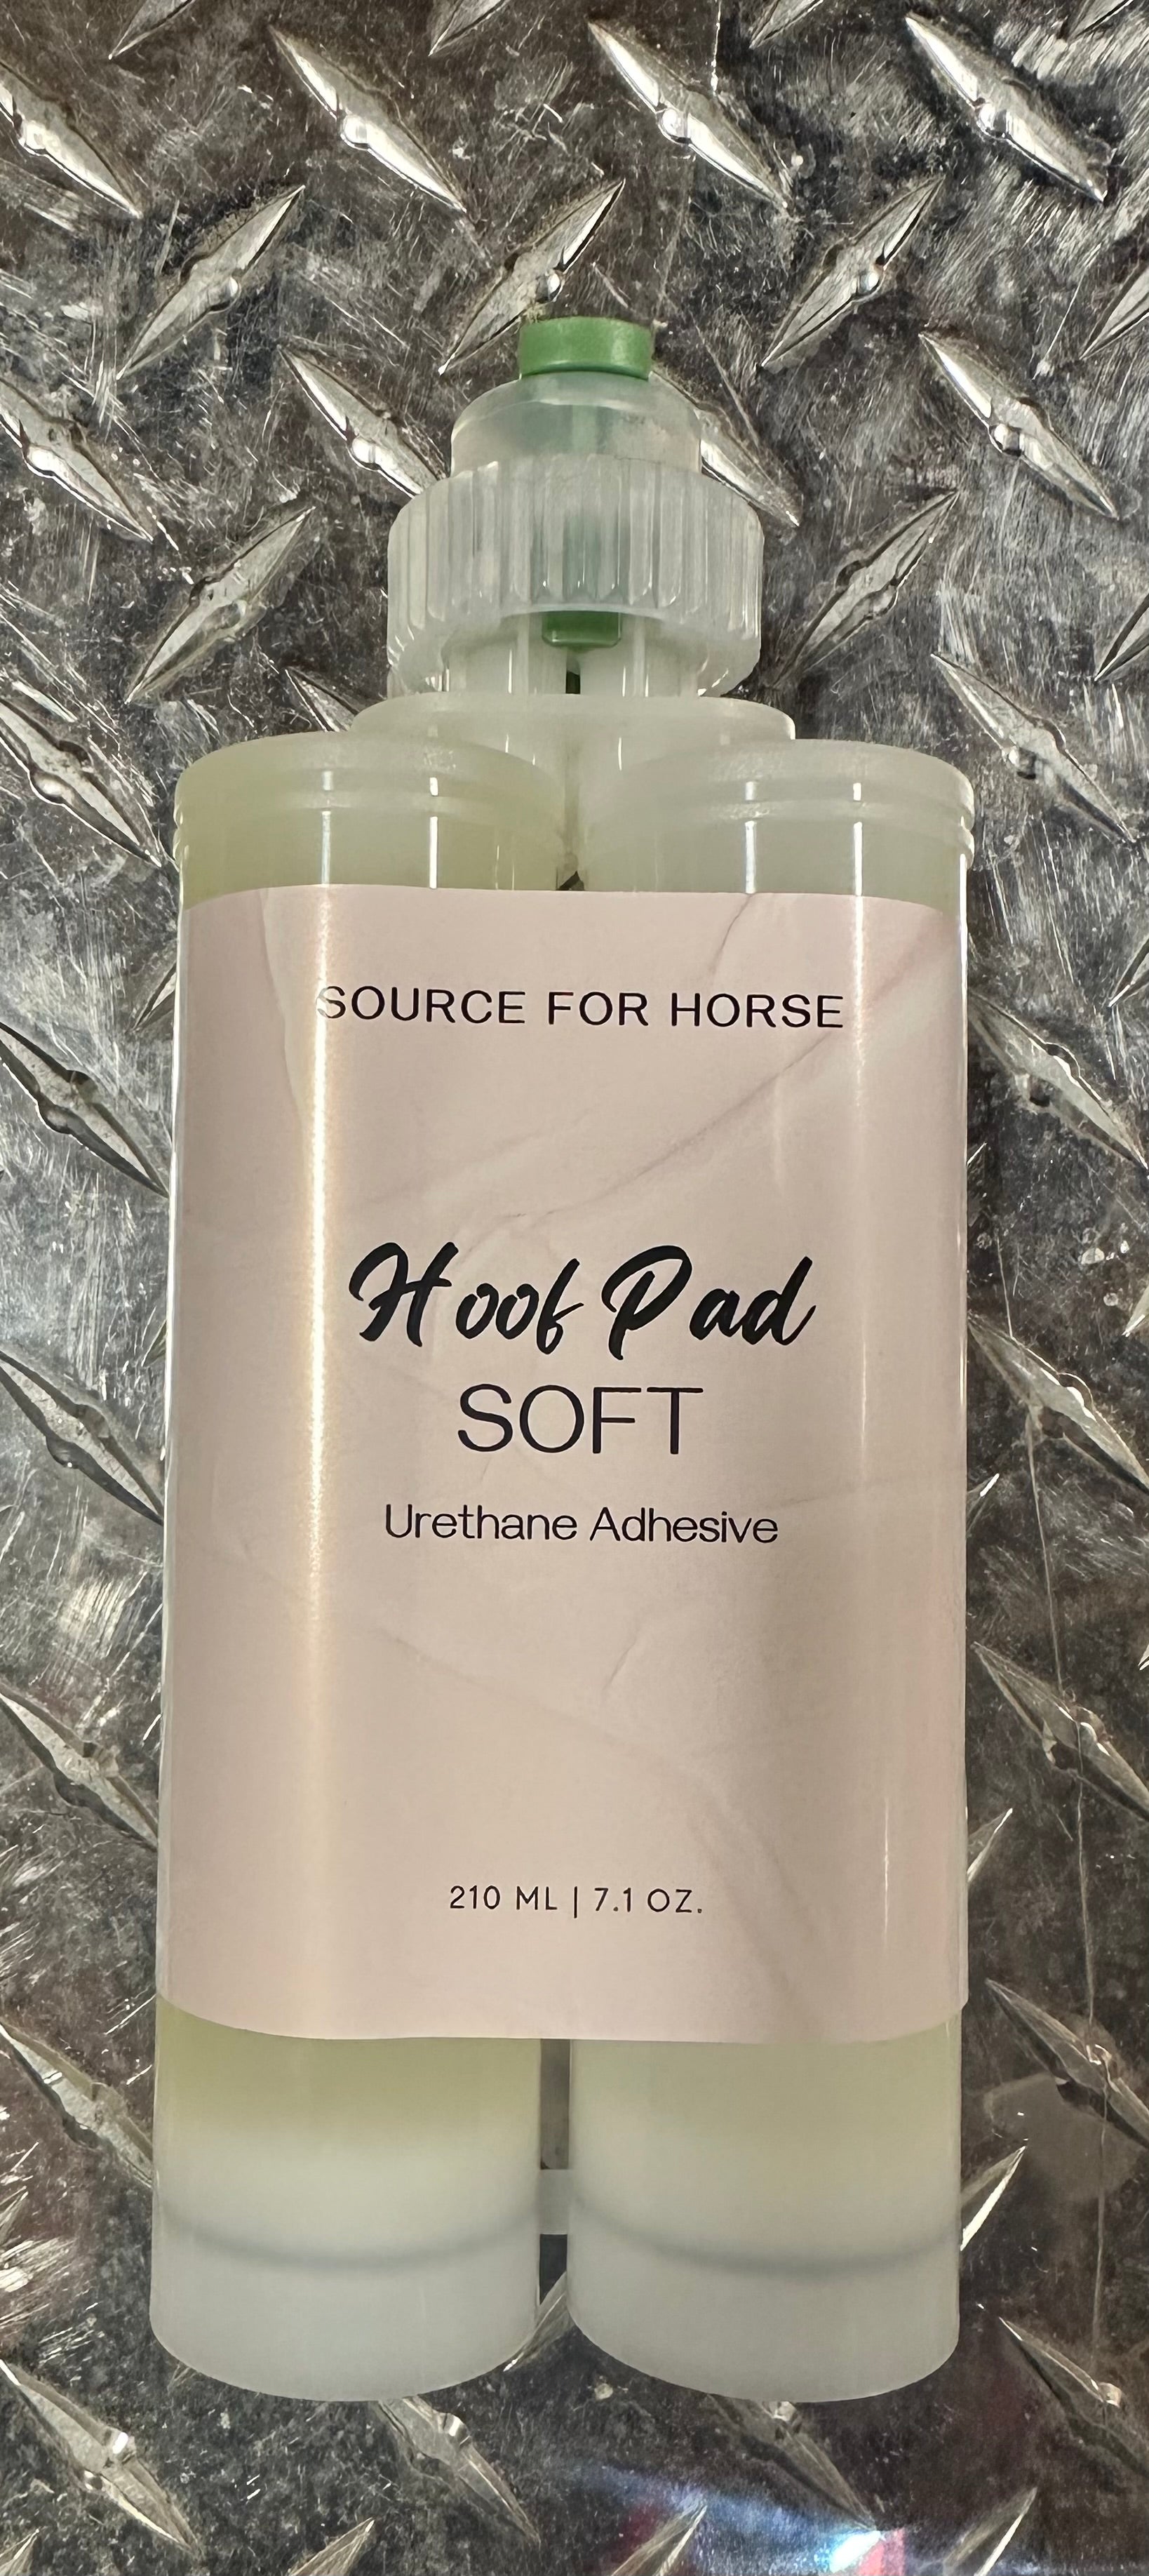 SOURCE FOR HORSE
Hoof Pad
SOFT
Urethane Adhesive
210 ML | 7.1 OZ.